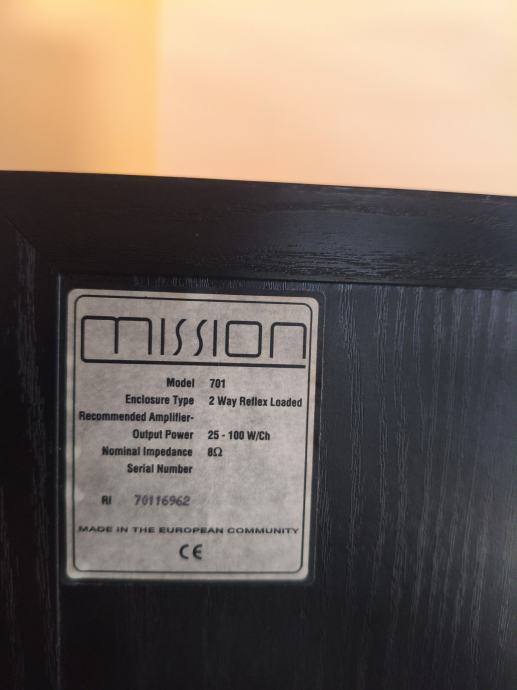 mission
Model 701
Enclosure Type 2 Way Reflex Loaded
Recommended Amplifier-
Output Power 25 - 100 W/Ch
Nominal Impedance 8Ω
Serial Number
RI 70116962
MADE IN THE EUROPEAN COMMUNITY
CE